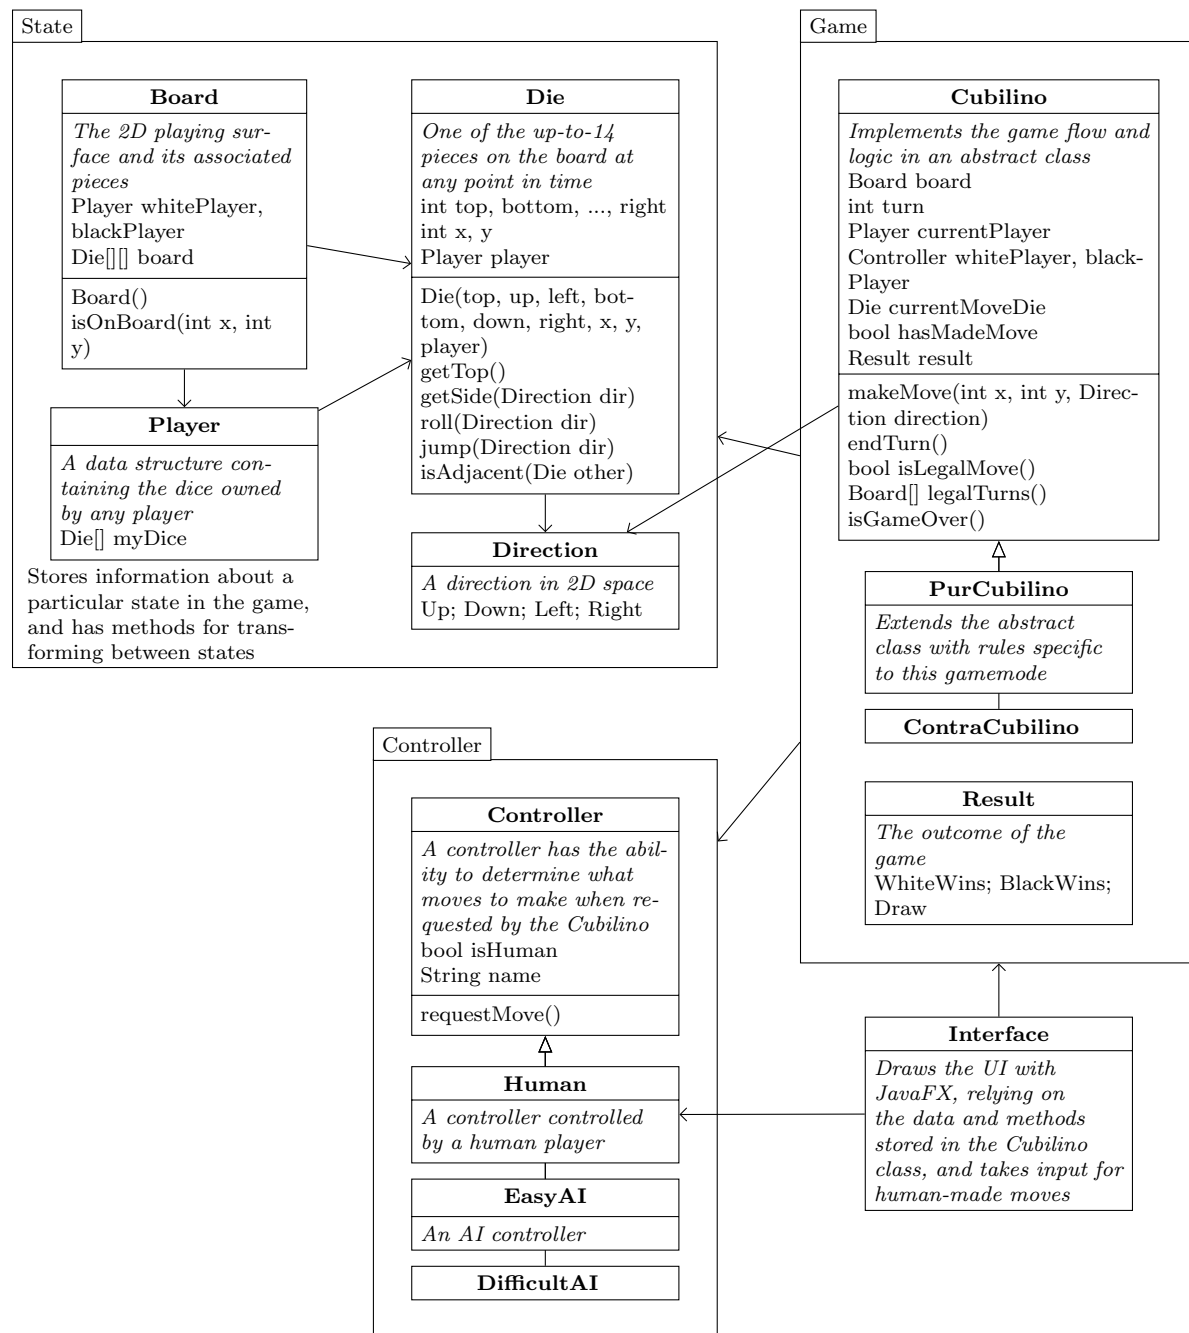 State
Board
The 2D playing sur-
face and its associated
pieces
Player whitePlayer,
blackPlayer
Die[][] board
Board()
isOnBoard(int x, int
y)
Player
A data structure con-
taining the dice owned
by any player
Die[] myDice
Stores information about a
particular state in the game,
and has methods for trans-
forming between states
Die
One of the up-to-14
pieces on the board at
any point in time
int top, bottom, ..., right
int x, y
Player player
Die(top, up, left, bot-
tom, down, right, x, y,
player)
getTop()
getSide(Direction dir)
roll(Direction dir)
jump(Direction dir)
isAdjacent(Die other)
Direction
A direction in 2D space
Up; Down; Left; Right
Game
Cubilino
Implements the game flow and
logic in an abstract class
Board board
int turn
Player currentPlayer
Controller whitePlayer, black-
Player
Die currentMoveDie
bool hasMadeMove
Result result
makeMove(int x, int y, Direc-
tion direction)
endTurn()
bool isLegalMove()
Board[] legalTurns()
isGameOver()
PurCubilino
Extends the abstract
class with rules specific
to this gamemode
ContraCubilino
Result
The outcome of the
game
WhiteWins; BlackWins;
Draw
Controller
Controller
A controller has the abil-
ity to determine what
moves to make when re-
quested by the Cubilino
bool isHuman
String name
requestMove()
Human
A controller controlled
by a human player
EasyAI
An AI controller
DifficultAI
Interface
Draws the UI with
JavaFX, relying on
the data and methods
stored in the Cubilino
class, and takes input for
human-made moves